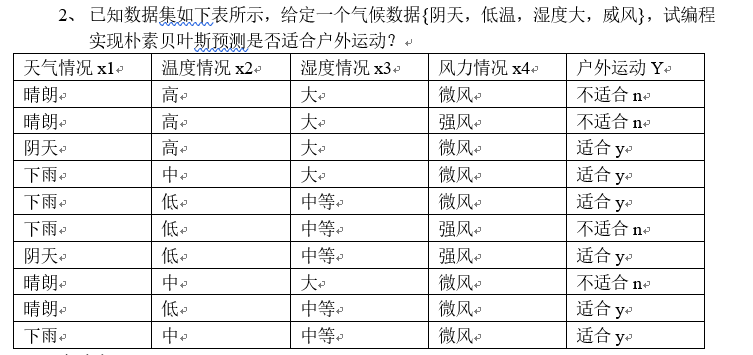 2、 已知数据集如下表所示，给定一个气候数据{阴天，低温，湿度大，威风}，试编程
实现朴素贝叶斯预测是否适合户外运动？
天气情况 x1 温度情况 x2 湿度情况 x3 风力情况 x4 户外运动 Y
晴朗 高 大 微风 不适合 n
晴朗 高 大 强风 不适合 n
阴天 高 大 微风 适合 y
下雨 中 大 微风 适合 y
下雨 低 中等 微风 适合 y
下雨 低 中等 强风 不适合 n
阴天 低 中等 强风 适合 y
晴朗 中 大 微风 不适合 n
晴朗 低 中等 微风 适合 y
下雨 中 中等 微风 适合 y